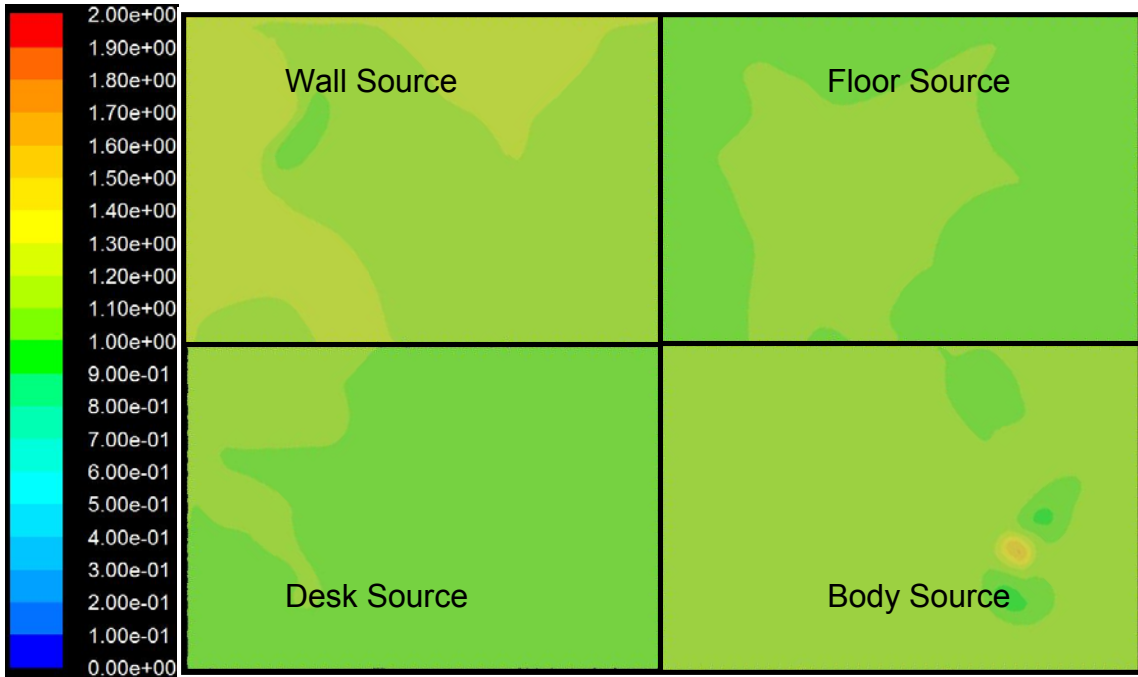 2.00e+00
1.90e+00
1.80e+00
1.70e+00
1.60e+00
1.50e+00
1.40e+00
1.30e+00
1.20e+00
1.10e+00
1.00e+00
9.00e-01
8.00e-01
7.00e-01
6.00e-01
5.00e-01
4.00e-01
3.00e-01
2.00e-01
1.00e-01
0.00e+00
Wall Source
Floor Source
Desk Source
Body Source